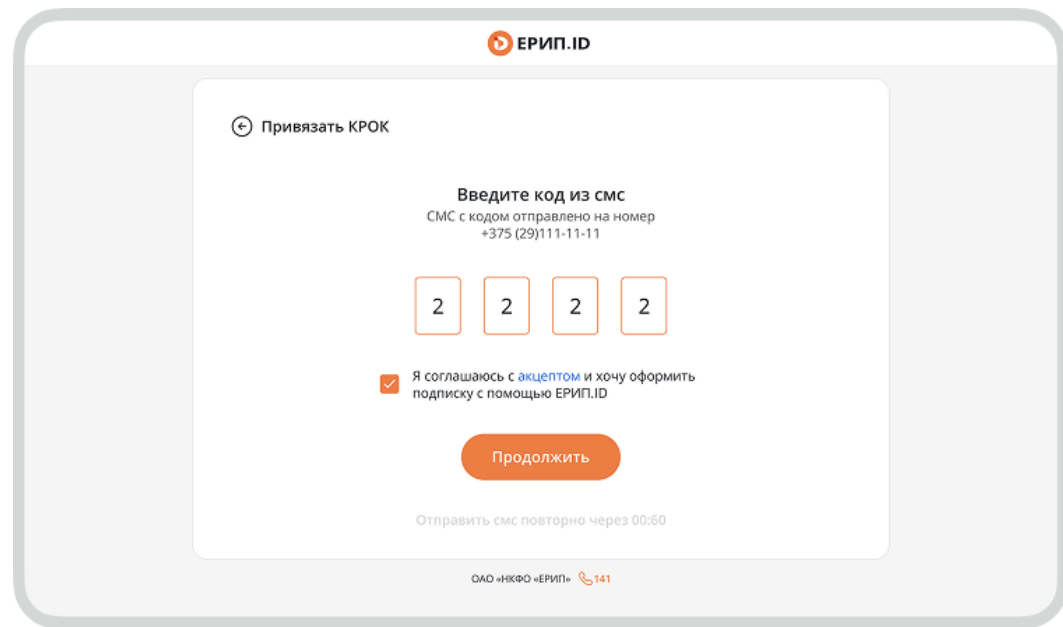 ЕРИП.ID
Привязать КРОК
Введите код из смс
СМС с кодом отправлено на номер
+375 (29)111-11-11
2 2 2 2
Я соглашаюсь с акцептом и хочу оформить
подписку с помощью ЕРИП.ID
Продолжить
Отправить смс повторно через 00:60
ОАО «НКФО «ЕРИП» 141